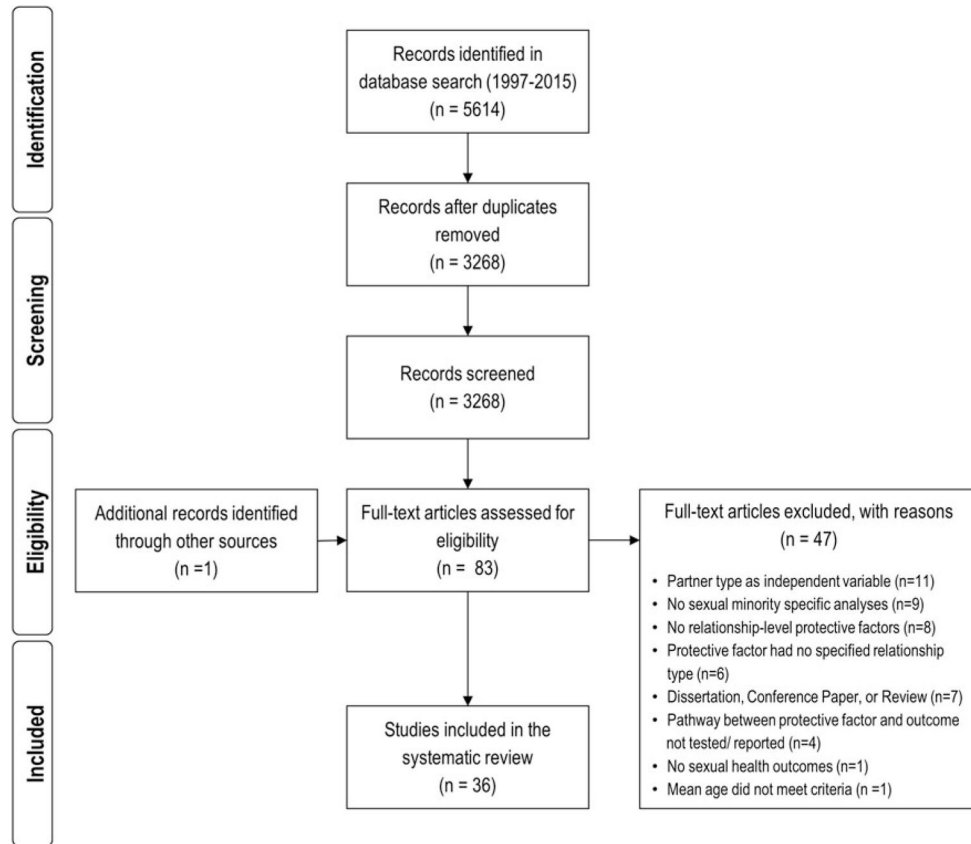 Identification
Records identified in
database search (1997-2015)
(n = 5614)
Records after duplicates
removed
(n = 3268)
Screening
Records screened
(n = 3268)
Eligibility
Additional records identified
through other sources
(n =1)
Full-text articles assessed for
eligibility
(n =  83)
Full-text articles excluded, with reasons
(n = 47)
• Partner type as independent variable (n=11)
• No sexual minority specific analyses (n=9)
• No relationship-level protective factors (n=8)
• Protective factor had no specified relationship
type (n=6)
• Dissertation, Conference Paper, or Review (n=7)
• Pathway between protective factor and outcome
not tested/ reported (n=4)
• No sexual health outcomes (n=1)
• Mean age did not meet criteria (n =1)
Included
Studies included in the
systematic review
(n = 36)